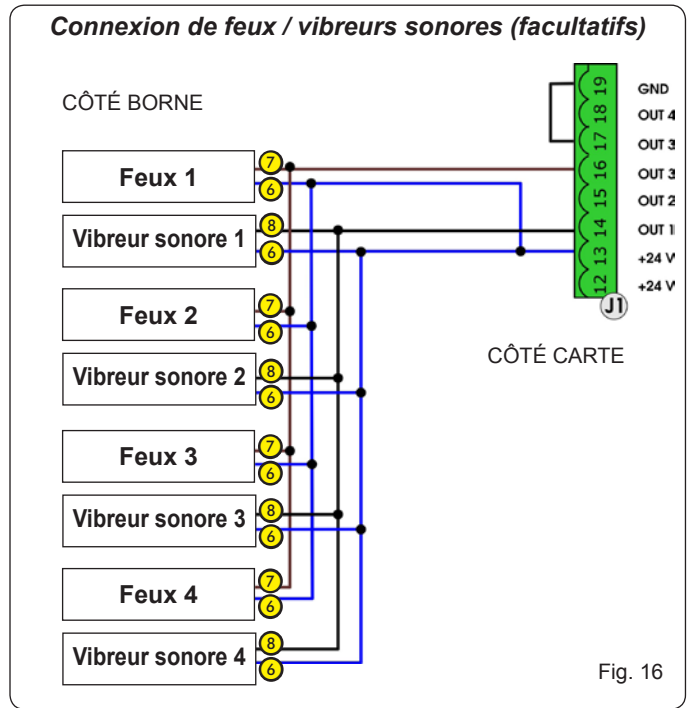 Connexion de feux / vibreurs sonores (facultatifs)
CÔTÉ BORNE
Feux 1
7
6
Vibreur sonore 1
8
6
Feux 2
7
6
Vibreur sonore 2
8
6
Feux 3
7
6
Vibreur sonore 3
8
6
Feux 4
7
6
Vibreur sonore 4
8
6
19 GND
18 OUT 4
17 OUT 3
16 OUT 3
15 OUT 2
14 OUT 1
13 +24 V
12 +24 V
J1
CÔTÉ CARTE
Fig. 16